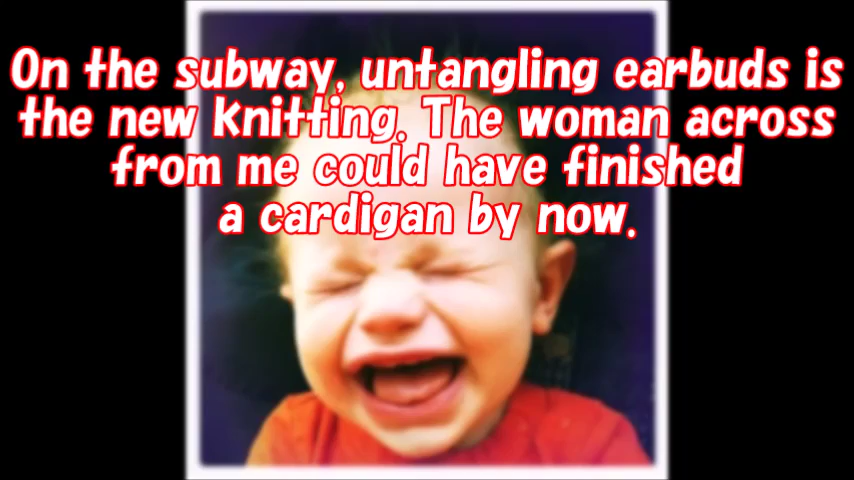 On the subway, untangling earbuds is
the new knitting. The woman across
from me could have finished
a cardigan by now.